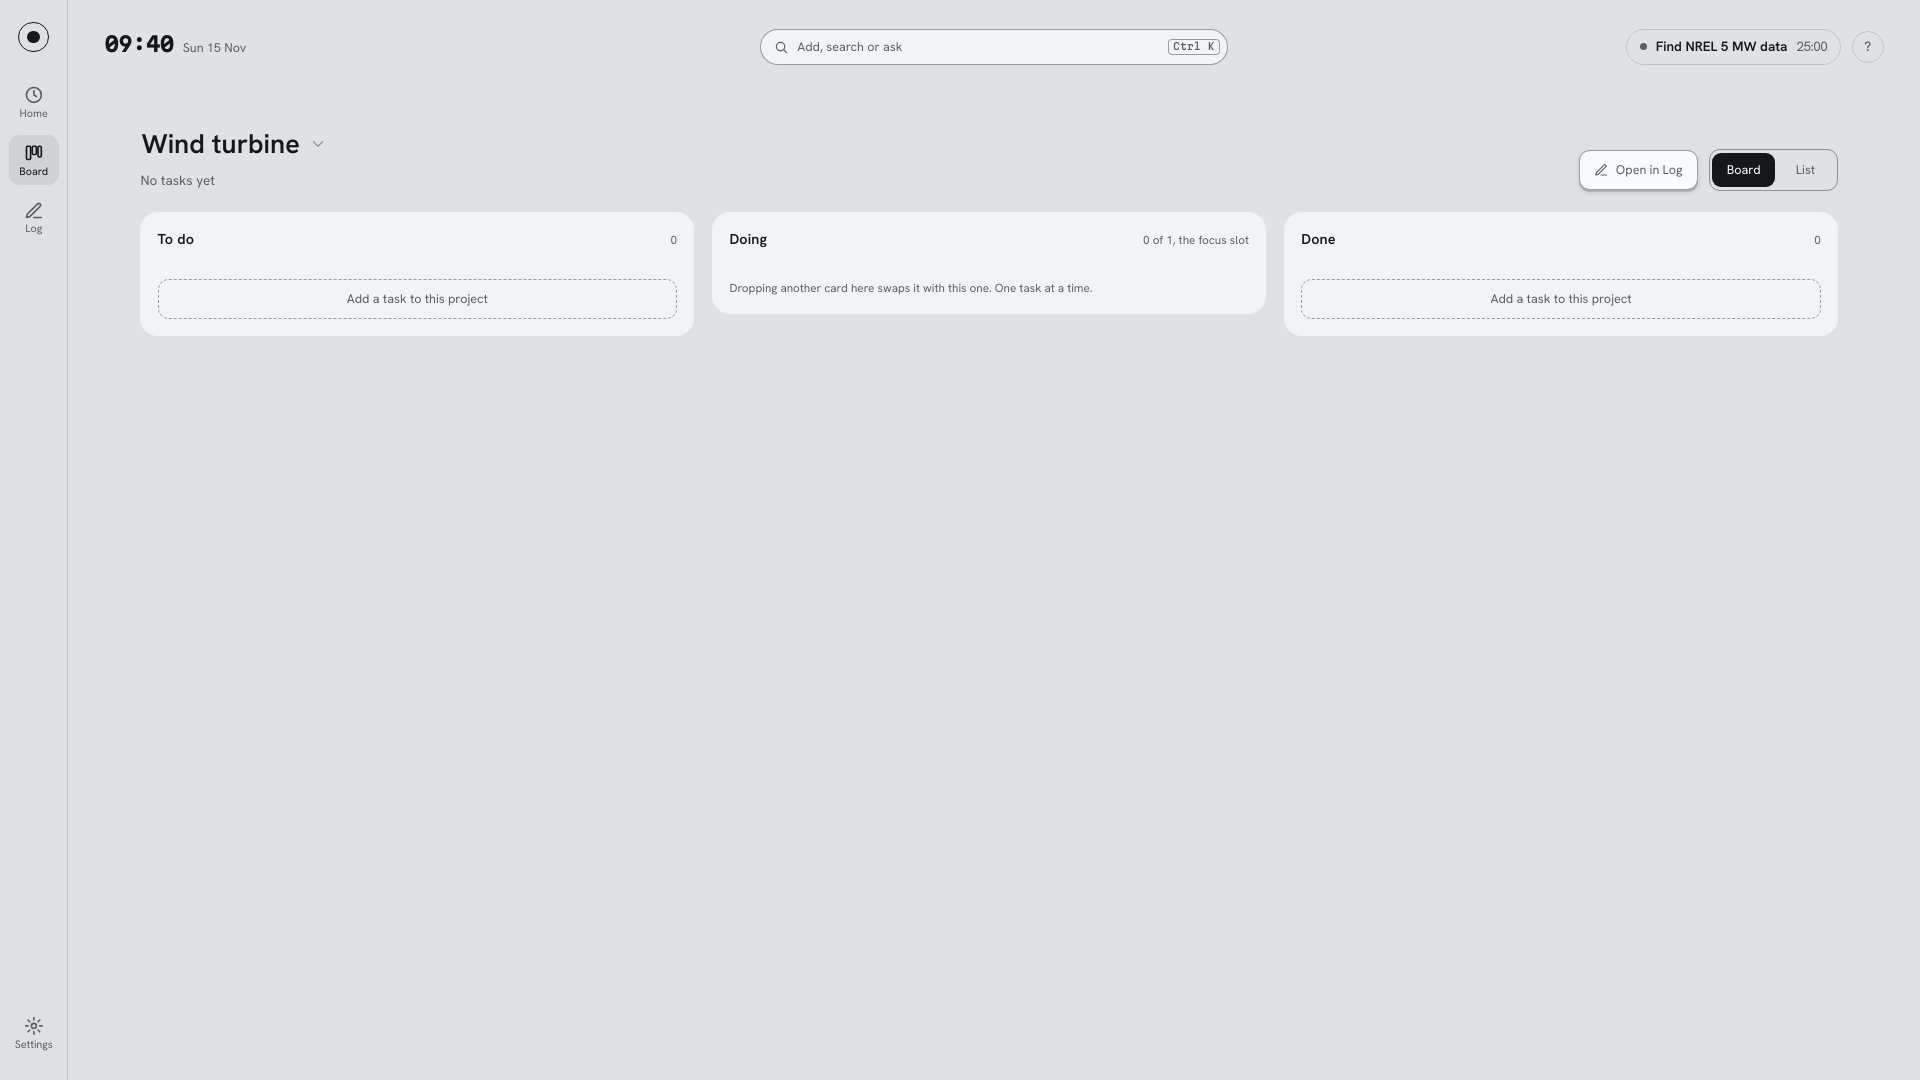 09:40 Sun 15 Nov
Add, search or ask
Ctrl K
Find NREL 5 MW data 25:00
?
Home
Board
Log
Settings
Wind turbine
No tasks yet
Open in Log
Board
List
To do
0
Add a task to this project
Doing
0 of 1, the focus slot
Dropping another card here swaps it with this one. One task at a time.
Done
0
Add a task to this project